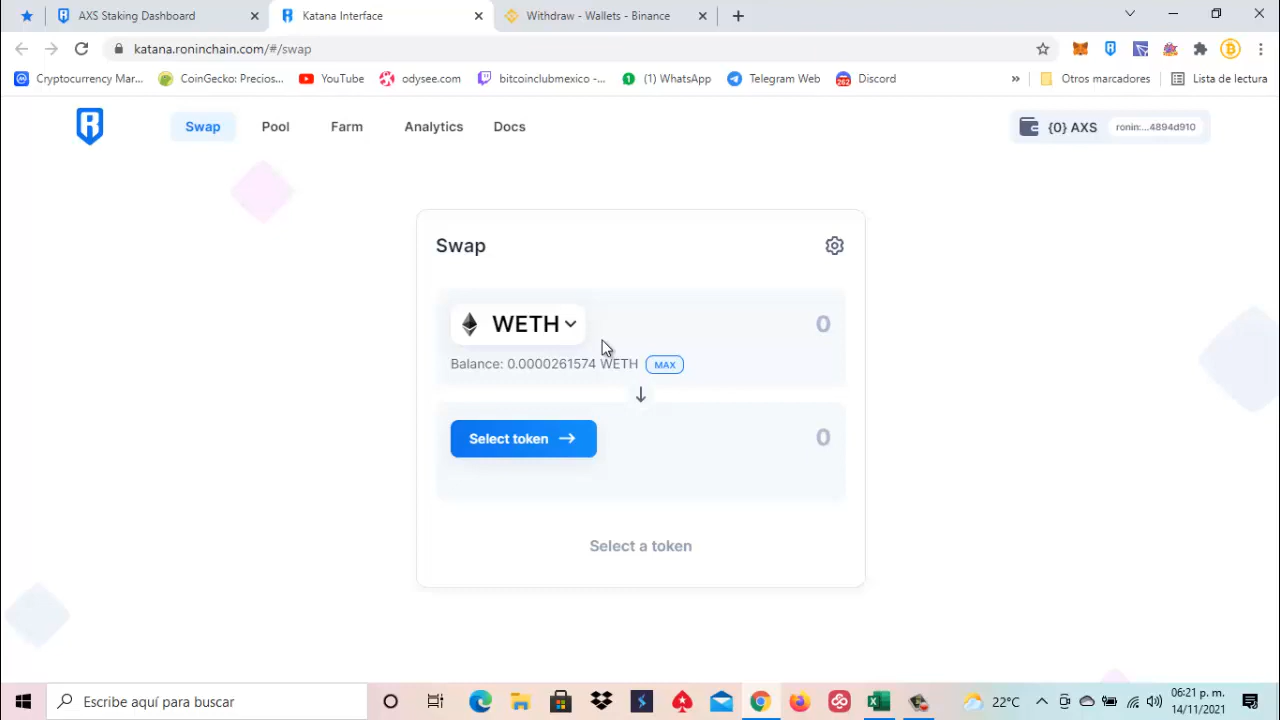 AXS Staking Dashboard
Katana Interface
Withdraw - Wallets - Binance
katana.roninchain.com/#/swap
Cryptocurrency Mar...
CoinGecko: Precios...
YouTube
odysee.com
bitcoinclubmexico -...
1
(1) WhatsApp
Telegram Web
262
Discord
»
Otros marcadores
Lista de lectura
Swap
Pool
Farm
Analytics
Docs
{0} AXS
ronin:...4894d910
Swap
WETH
0
Balance: 0.0000261574 WETH
MAX
Select token
0
Select a token
Escribe aquí para buscar
22°C
06:21 p. m.
14/11/2021